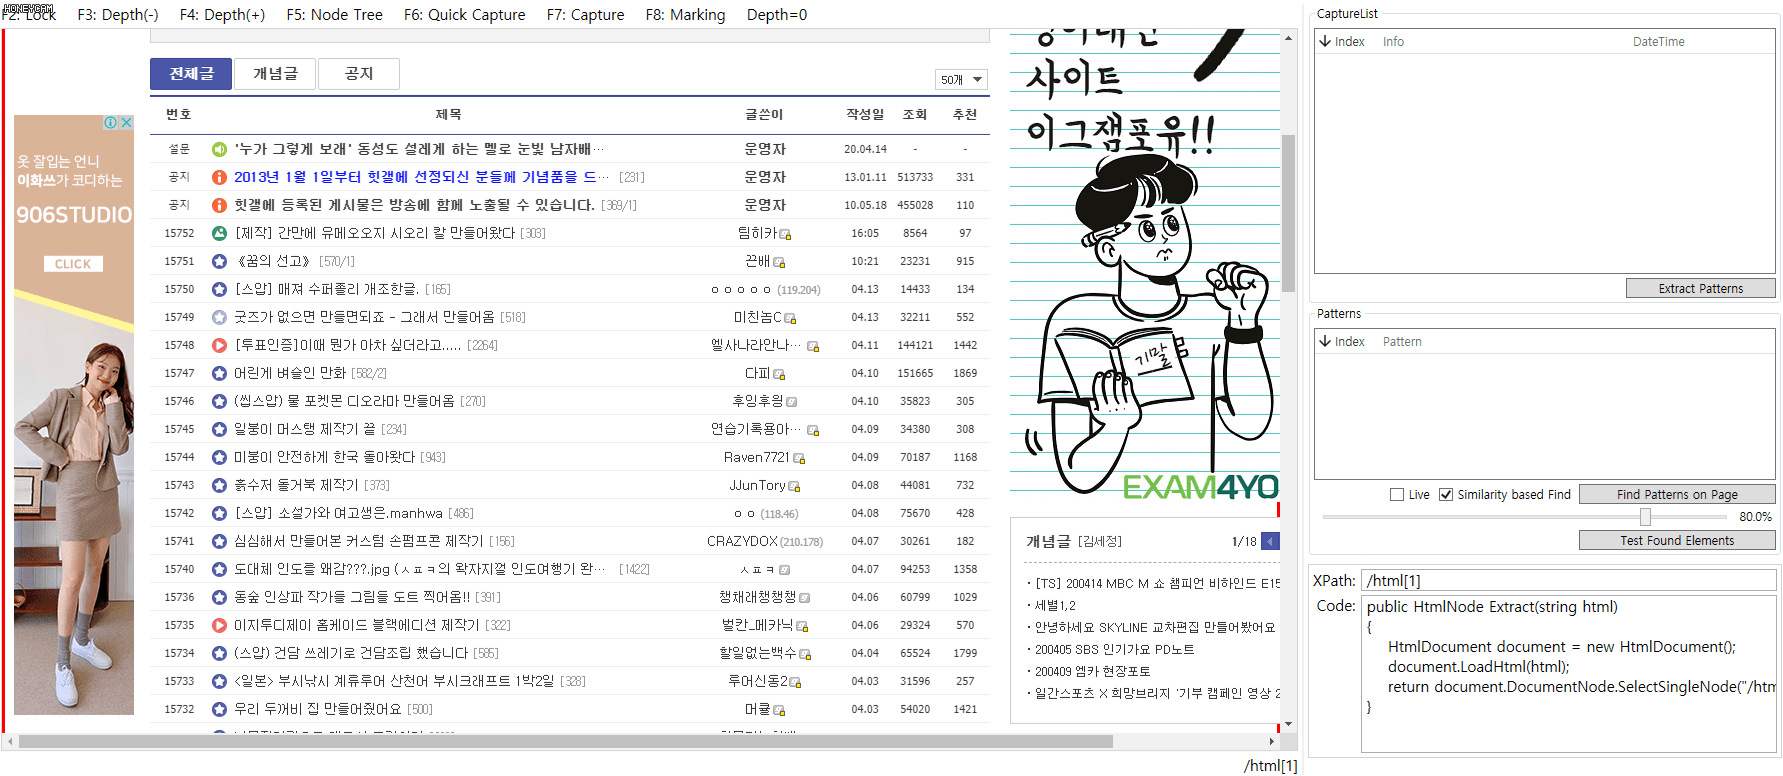 HONEYCAM
F2: Lock F3: Depth(-) F4: Depth(+) F5: Node Tree F6: Quick Capture F7: Capture F8: Marking Depth=0
옷 잘입는 언니
이화쓰가 코디하는
906STUDIO
CLICK
전체글 개념글 공지
50개
번호 제목 글쓴이 작성일 조회 추천
설문 '누가 그렇게 보래' 동성도 설레게 하는 멜로 눈빛 남자배… 운영자 20.04.14 - -
공지 2013년 1월 1일부터 힛갤에 선정되신 분들께 기념품을 드… [231] 운영자 13.01.11 513733 331
공지 힛갤에 등록된 게시물은 방송에 함께 노출될 수 있습니다. [369/1] 운영자 10.05.18 455028 110
15752 [제작] 간만에 유메오오지 시오리 칼 만들어왔다 [303] 팀히카 16:05 8564 97
15751 《꿈의 선고》 [570/1] 끈배 10:21 23231 915
15750 [스압] 매져 수퍼졸리 개조한글. [165] ㅇㅇㅇㅇㅇ (119.204) 04.13 14433 134
15749 굿즈가 없으면 만들면되죠 - 그래서 만들어옴 [518] 미친놈C 04.13 32211 552
15748 [투표인증]이때 뭔가 아차 싶더라고..... [2264] 엘사나라안나… 04.11 144121 1442
15747 어린게 벼슬인 만화 [582/2] 다피 04.10 151665 1869
15746 (씹스압) 물 포켓몬 디오라마 만들어옴 [270] 후잉후잉 04.10 35823 305
15745 일붕이 머스탱 제작기 끝 [234] 연습기록용아… 04.09 34380 308
15744 미붕이 안전하게 한국 돌아왔다 [943] Raven7721 04.09 70187 1168
15743 흙수저 돌거북 제작기 [373] JJunTory 04.08 44081 732
15742 [스압] 소설가와 여고생은.manhwa [486] ㅇㅇ (118.46) 04.08 75670 428
15741 심심해서 만들어본 커스텀 손펌프콘 제작기 [156] CRAZYDOX(210.178) 04.07 30261 182
15740 도대체 인도를 왜감???.jpg (ㅅㅍㅋ의 왁자지껄 인도여행기 완… [1422] ㅅㅍㅋ 04.07 94253 1358
15736 동숲 인상파 작가들 그림들 도트 찍어옴!! [391] 챙채래챙챙챙 04.06 60799 1029
15735 이지투디제이 홈케이드 블랙에디션 제작기 [322] 벌칸_메카닉 04.06 29324 570
15734 (스압) 건담 쓰레기로 건담조립 했습니다 [585] 할일없는백수 04.04 65524 1799
15733 <일본> 부시낚시 계류루어 산천어 부시크래프트 1박2일 [328] 루어신동2 04.03 31596 257
15732 우리 두꺼비 집 만들어줬어요 [500] 머큘 04.03 54020 1421
사이트
이그잼포유!!
기말
EXAM4YO
개념글 [김세정] 1/18
· [TS] 200414 MBC M 쇼 챔피언 비하인드 E15
· 세별1,2
· 안녕하세요 SKYLINE 교차편집 만들어봤어요
· 200405 SBS 인기가요 PD노트
· 200409 엠카 현장포토
· 일간스포츠 X 희망브리지 '기부 캠페인 영상 2
/html[1]
CaptureList
Index Info DateTime
Extract Patterns
Patterns
Index Pattern
Live Similarity based Find Find Patterns on Page
80.0%
Test Found Elements
XPath: /html[1]
Code: public HtmlNode Extract(string html)
{
HtmlDocument document = new HtmlDocument();
document.LoadHtml(html);
return document.DocumentNode.SelectSingleNode("/htm
}